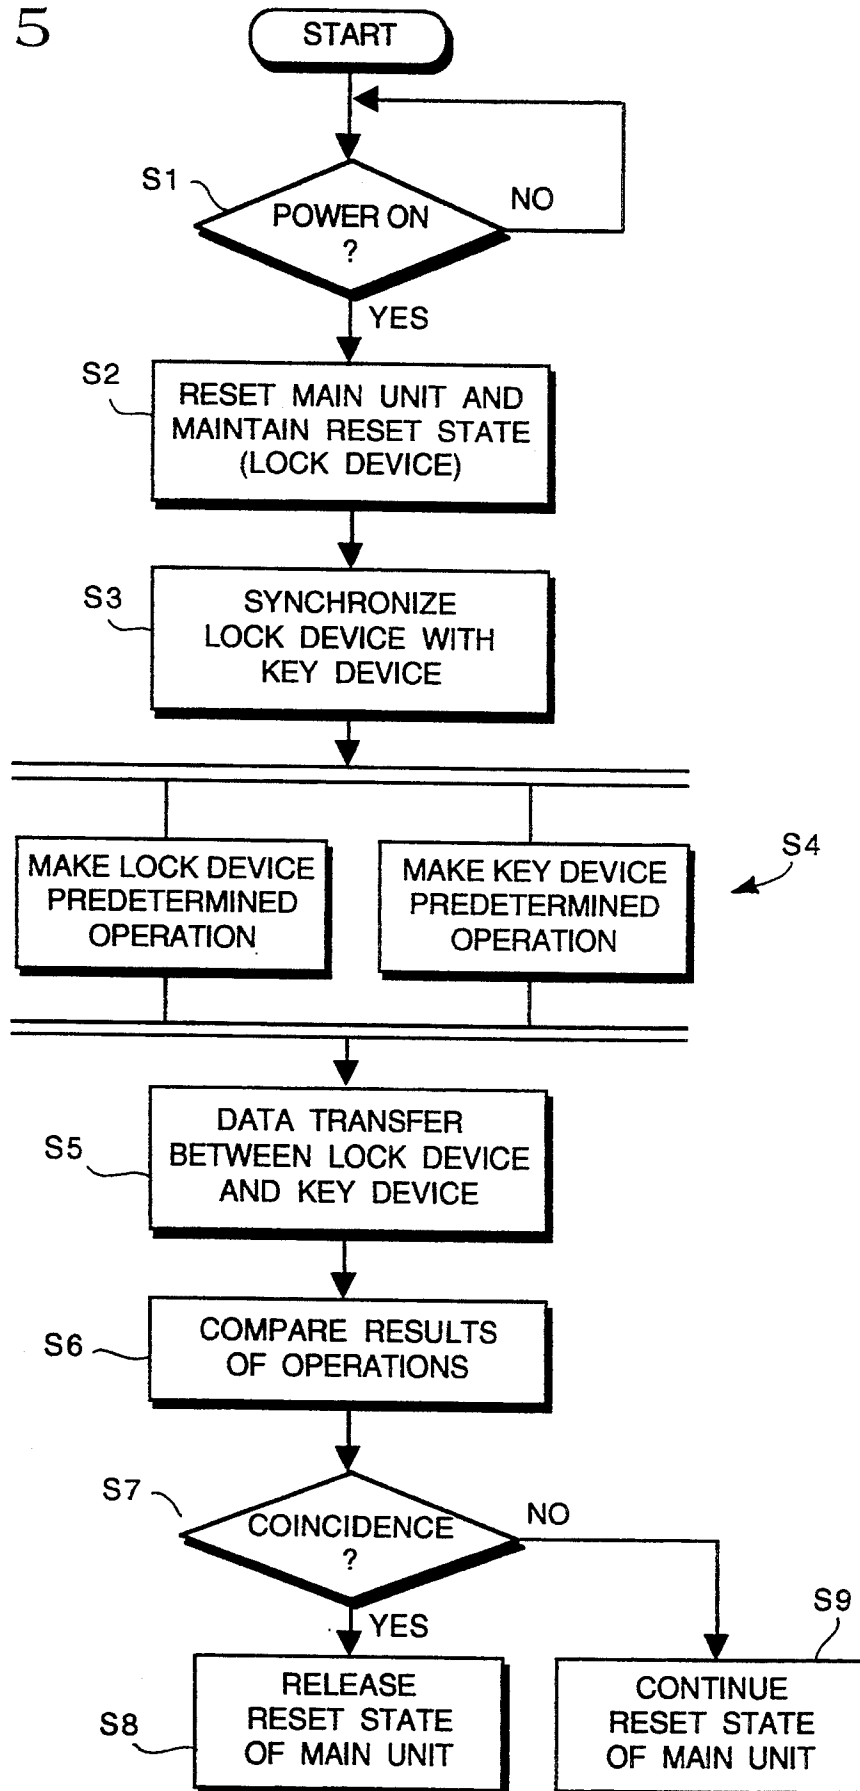 5
START
S1
POWER ON
?
NO
YES
S2
RESET MAIN UNIT AND
MAINTAIN RESET STATE
(LOCK DEVICE)
S3
SYNCHRONIZE
LOCK DEVICE WITH
KEY DEVICE
MAKE LOCK DEVICE
PREDETERMINED
OPERATION
MAKE KEY DEVICE
PREDETERMINED
OPERATION
S4
S5
DATA TRANSFER
BETWEEN LOCK DEVICE
AND KEY DEVICE
S6
COMPARE RESULTS
OF OPERATIONS
S7
COINCIDENCE
?
NO
YES
S8
RELEASE
RESET STATE
OF MAIN UNIT
S9
CONTINUE
RESET STATE
OF MAIN UNIT